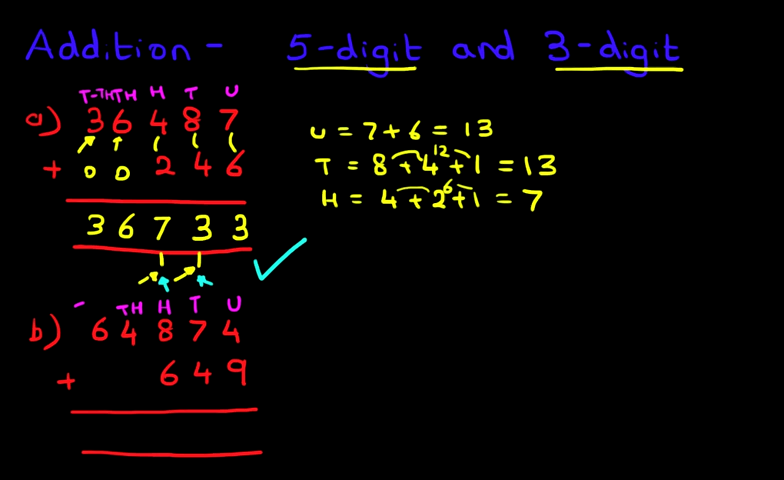 Addition - 5-digit and 3-digit
T-TH TH H T U
a) 3 6 4 8 7
+ 0 0 2 4 6
3 6 7 3 3
U = 7 + 6 = 13
T = 8 + 4 12 + 1 = 13
H = 4 + 2 6 + 1 = 7
- TH H T U
b) 6 4 8 7 4
+ 6 4 9